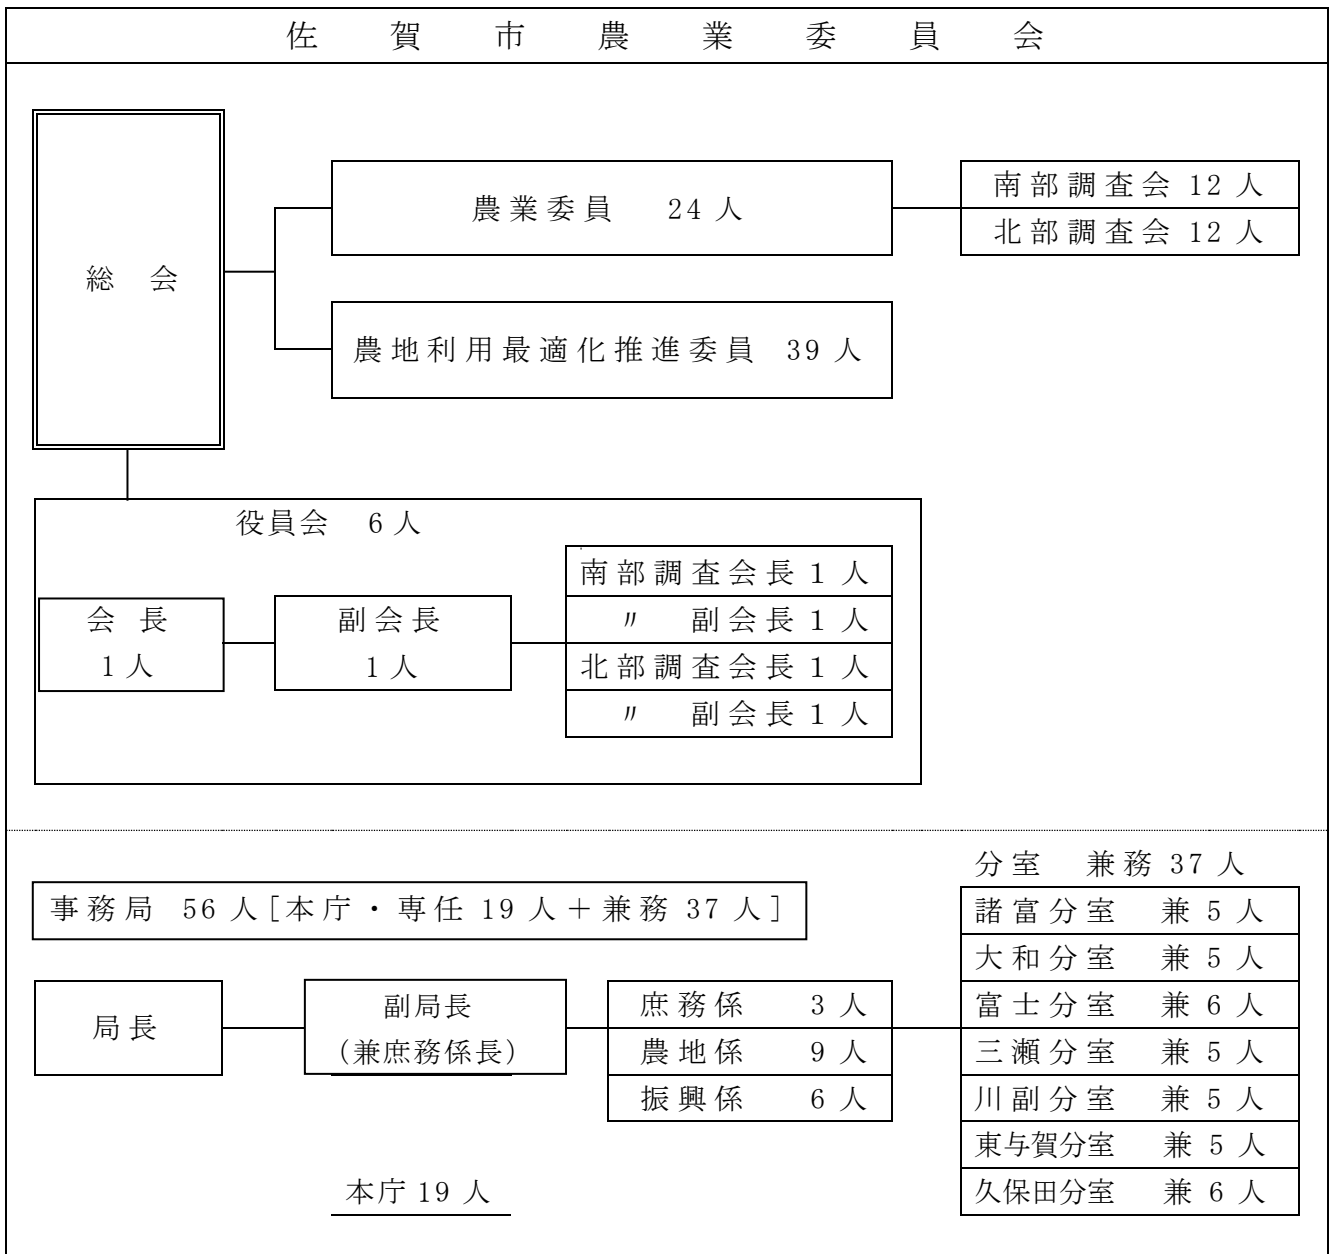 佐賀市農業委員会
総会
農業委員 24人
南部調査会 12人
北部調査会 12人
農地利用最適化推進委員 39人
役員会 6人
会長
1人
副会長
1人
南部調査会長1人
〃 副会長1人
北部調査会長1人
〃 副会長1人
事務局 56人[本庁・専任19人＋兼務37人]
局長
副局長
(兼庶務係長)
庶務係 3人
農地係 9人
振興係 6人
本庁19人
分室 兼務37人
諸富分室 兼5人
大和分室 兼5人
富士分室 兼6人
三瀬分室 兼5人
川副分室 兼5人
東与賀分室 兼5人
久保田分室 兼6人